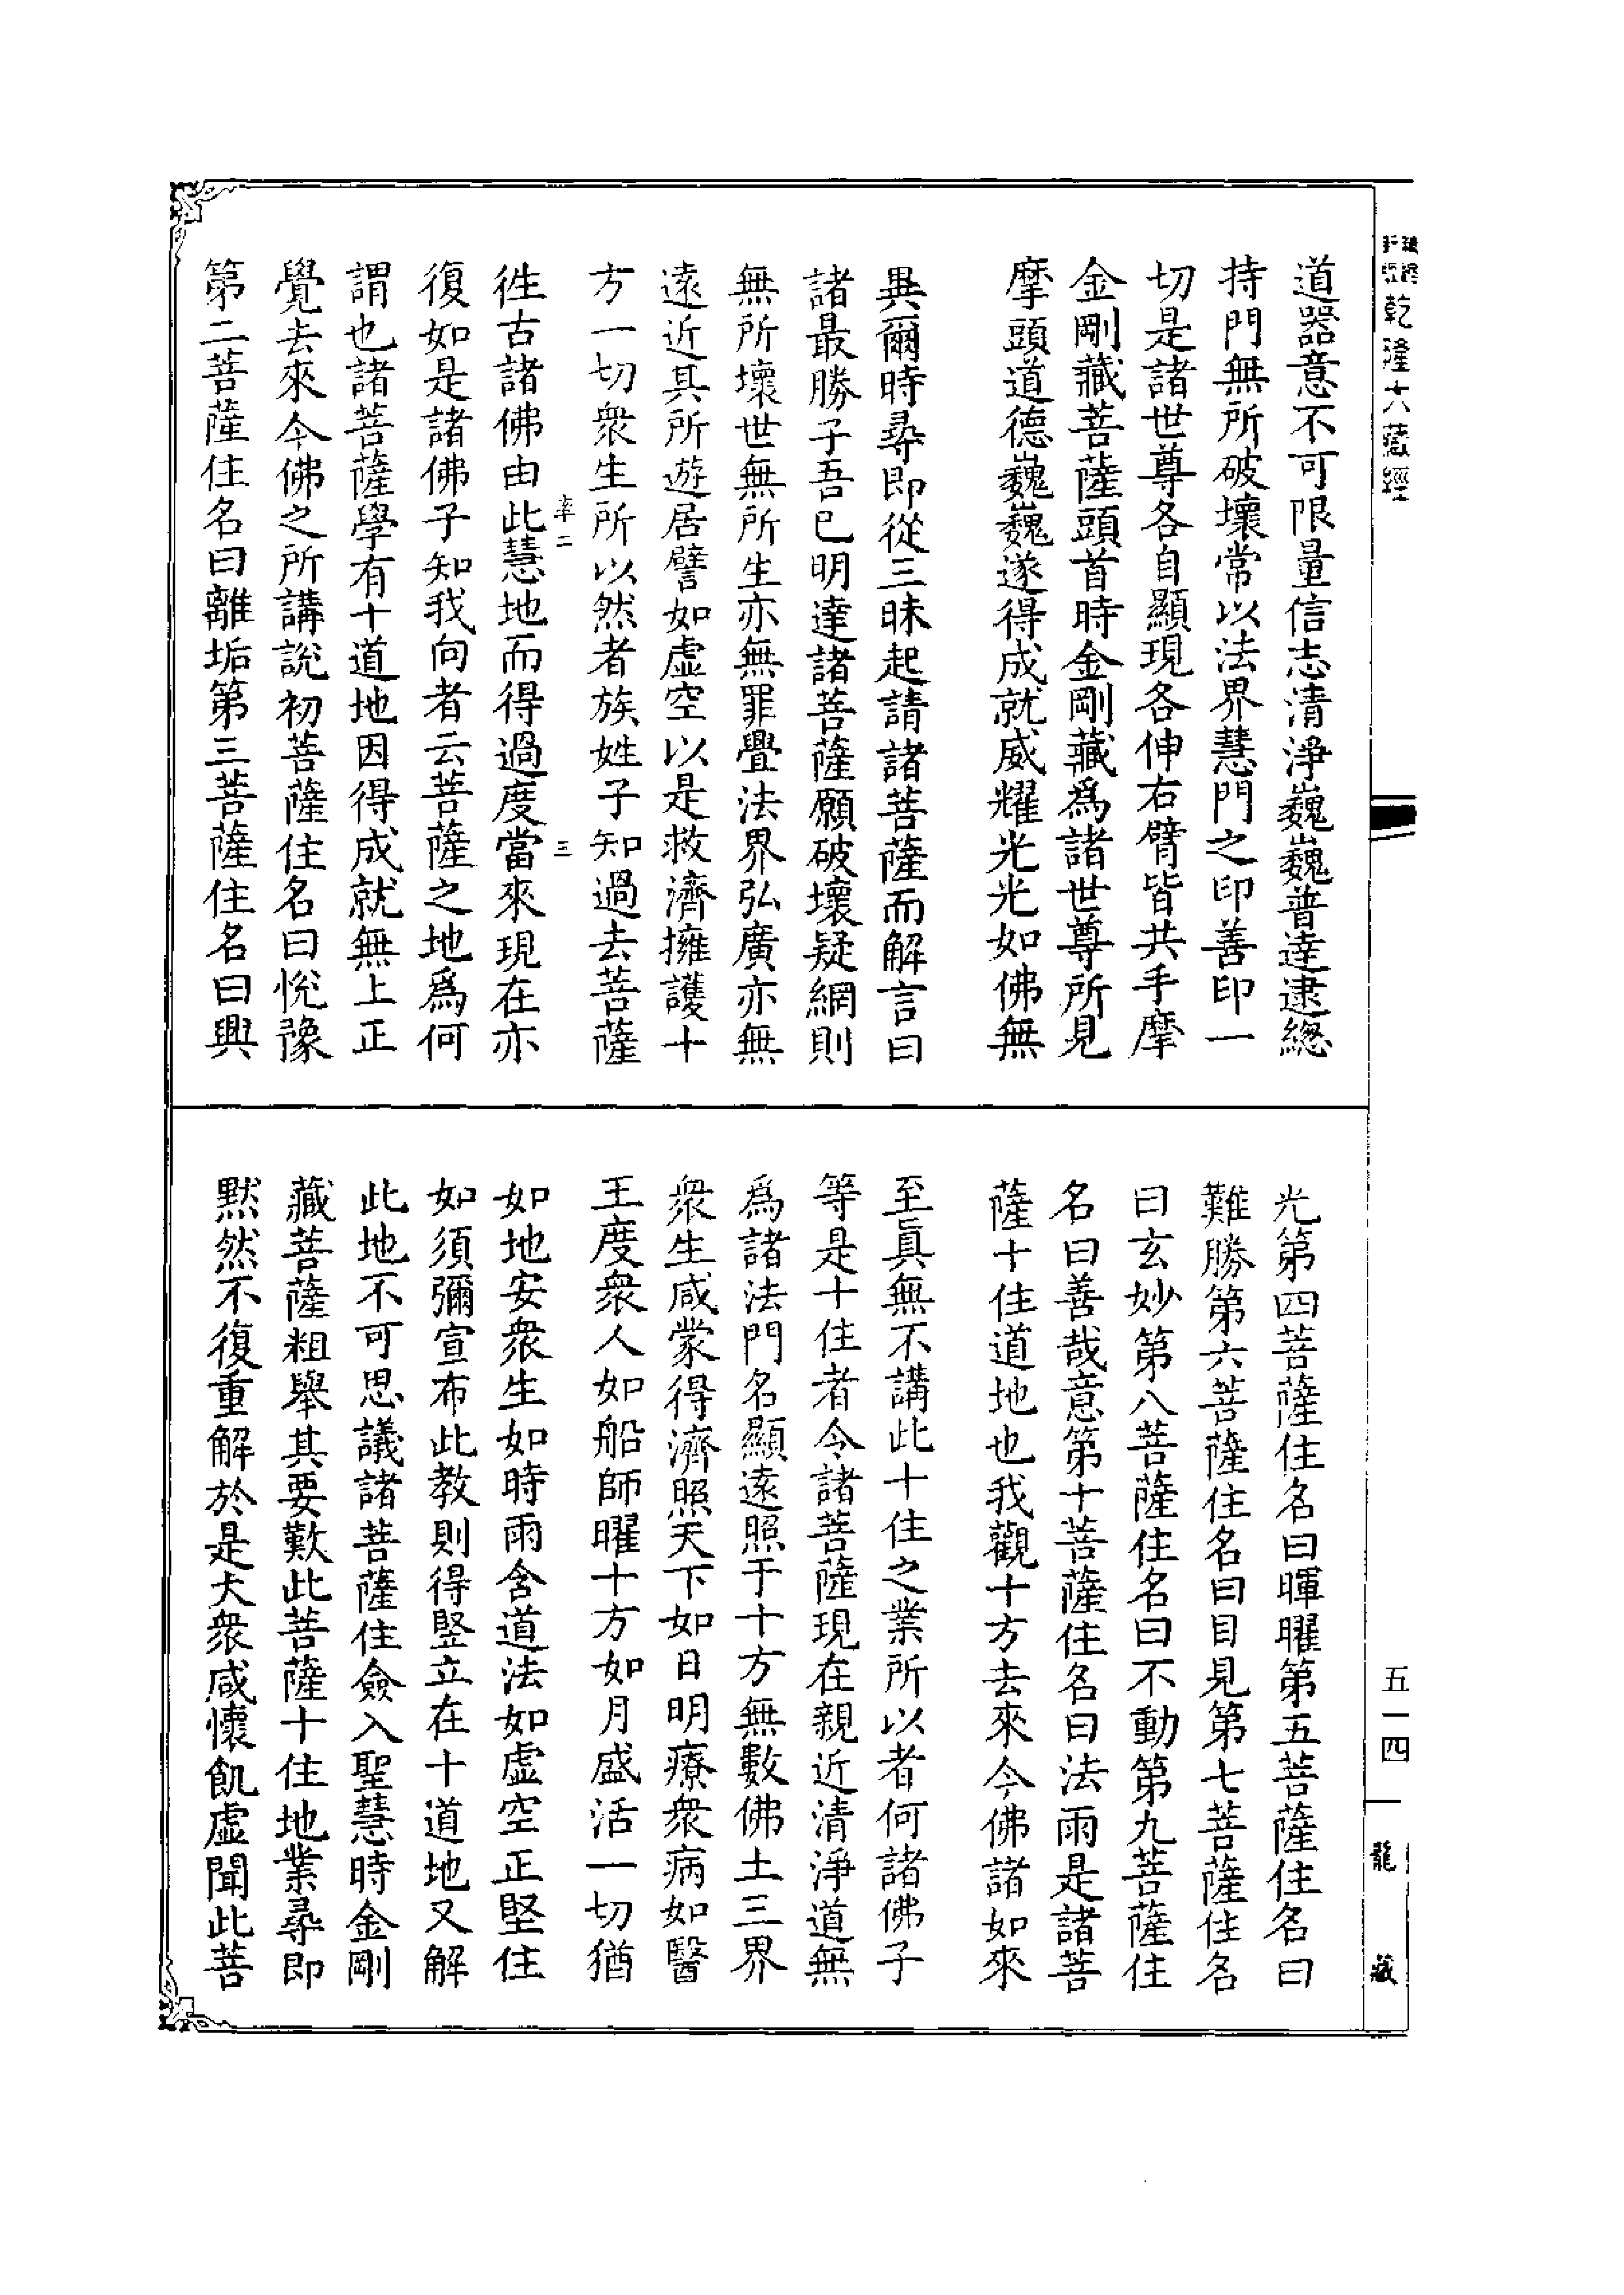 乾隆大藏經
道器意不可限量信志清淨巍巍普達逮緫
持門無所破壞常以法界慧門之印善印一
切是諸世尊各自顯現各伸右臂皆共手摩
金剛藏菩薩頭首時金剛藏爲諸世尊所見
摩頭道德巍巍遂得成就威耀光光如佛無
異爾時尋即從三昧起請諸菩薩而解言曰
諸最勝子吾已明達諸菩薩願破壞疑網則
無所壞世無所生亦無罪疊法界弘廣亦無
遠近其所遊居譬如虛空以是救濟擁護十
方一切衆生所以然者族姓子知過去菩薩
二 三
徃古諸佛由此慧地而得過度當來現在亦
復如是諸佛子知我向者云菩薩之地爲何
謂也諸菩薩學有十道地因得成就無上正
覺去來今佛之所講說初菩薩住名曰悅豫
第二菩薩住名曰離垢第三菩薩住名曰興
光第四菩薩住名曰暉曜第五菩薩住名曰
難勝第六菩薩住名曰目見第七菩薩住名
曰玄妙第八菩薩住名曰不動第九菩薩住
名曰善哉意第十菩薩住名曰法雨是諸菩
薩十住道地也我觀十方去來今佛諸如來
至眞無不講此十住之業所以者何諸佛子
等是十住者令諸菩薩現在親近清淨道無
爲諸法門名顯遠照于十方無數佛土三界
衆生咸蒙得濟照天下如日明療衆病如醫
王度衆人如船師曜十方如月盛活一切猶
如地安衆生如時雨含道法如虛空正堅住
如須彌宣布此教則得竪立在十道地又解
此地不可思議諸菩薩住僉入聖慧時金剛
藏菩薩粗舉其要歎此菩薩十住地業尋即
黙然不復重解於是大衆咸懷飢虛聞此菩
五一四
龍藏